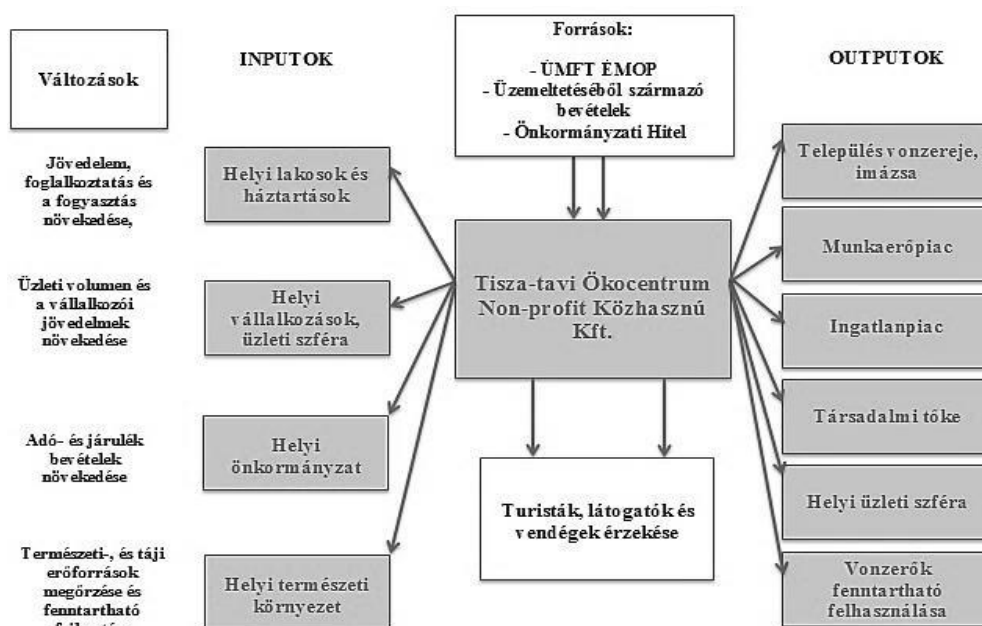 Változások
INPUTOK
Források:
- ÜMFT ÉMOP
- Üzemeltetéséből származó
bevételek
- Önkormányzati Hitel
OUTPUTOK
Jövedelem,
foglalkoztatás és
a fogyasztás
növekedése,
Helyi lakosok és
háztartások
Település vonzereje,
imázsa
Munkaerőpiac
Tisza-tavi Ökocentrum
Non-profit Közhasznú
Kft.
Üzleti volumen és
a vállalkozói
jövedelmek
növekedése
Helyi
vállalkozások,
üzleti szféra
Ingatlanpiac
Társadalmi tőke
Adó- és járulék
bevételek
növekedése
Helyi
önkormányzat
Turisták, látogatók és
vendégek érzekése
Helyi üzleti szféra
Természeti-, és táji
erőforrások
megőrzése és
fenntartható
Helyi természeti
környezet
Vonzerők
fenntartható
felhasználása